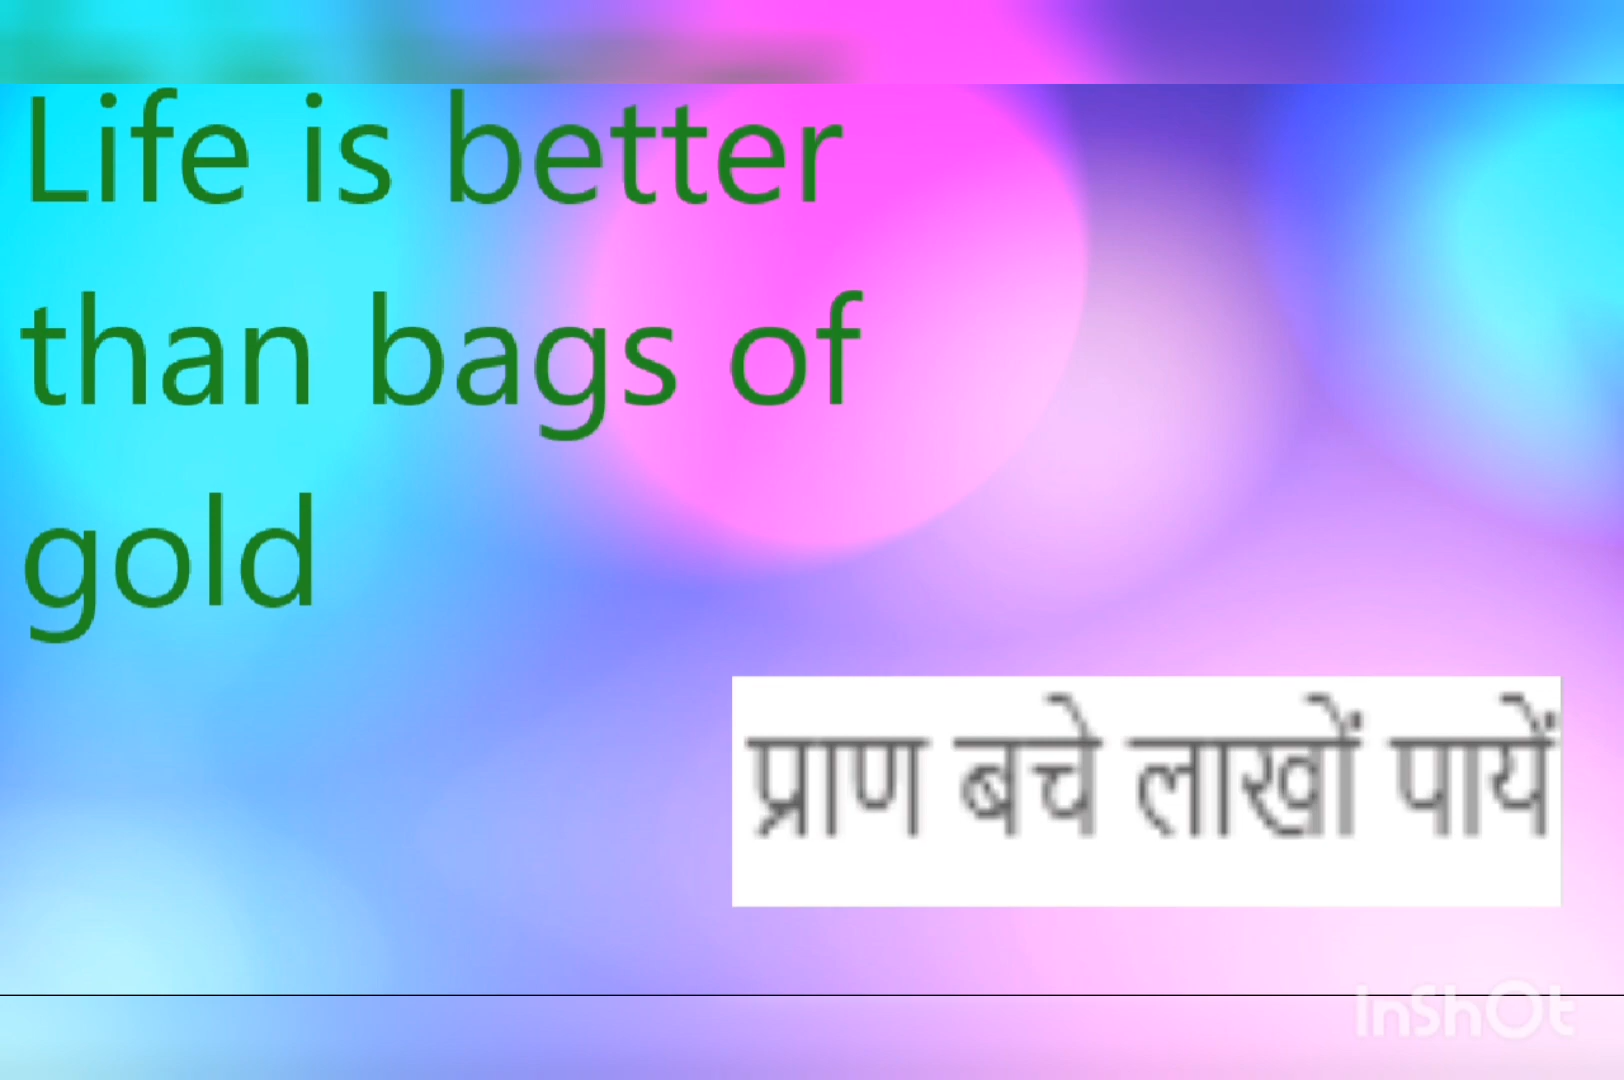 Life is better
than bags of
gold
प्राण बचे लाखों पायें
InShOt